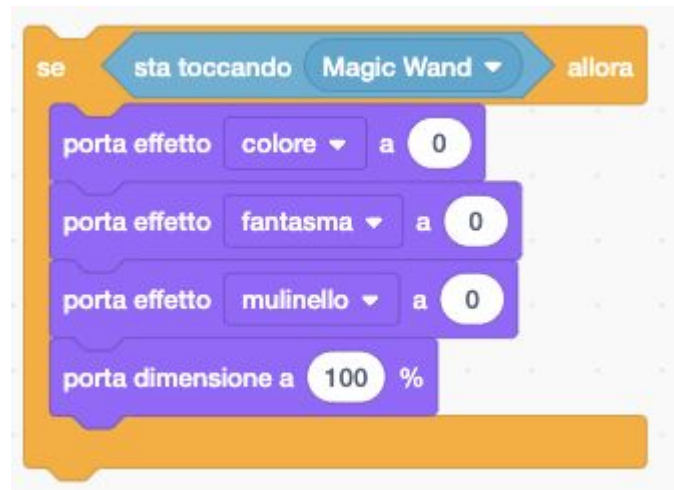 se sta toccando Magic Wand allora
porta effetto colore a 0
porta effetto fantasma a 0
porta effetto mulinello a 0
porta dimensione a 100 %